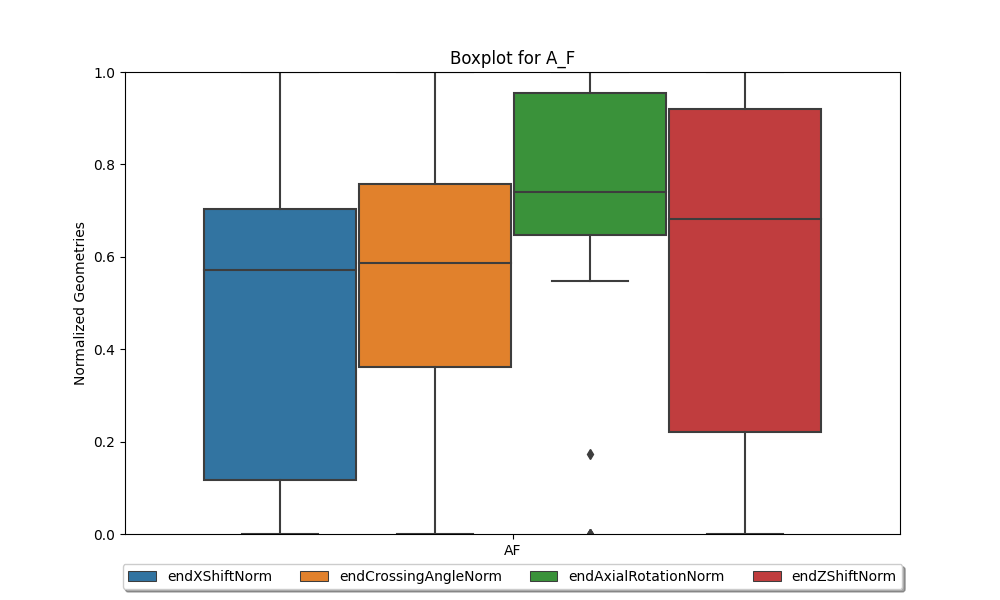 Boxplot for A_F
1.0
0.8
0.6
0.4
0.2
0.0
Normalized Geometries
AF
endXShiftNorm endCrossingAngleNorm endAxialRotationNorm endZShiftNorm